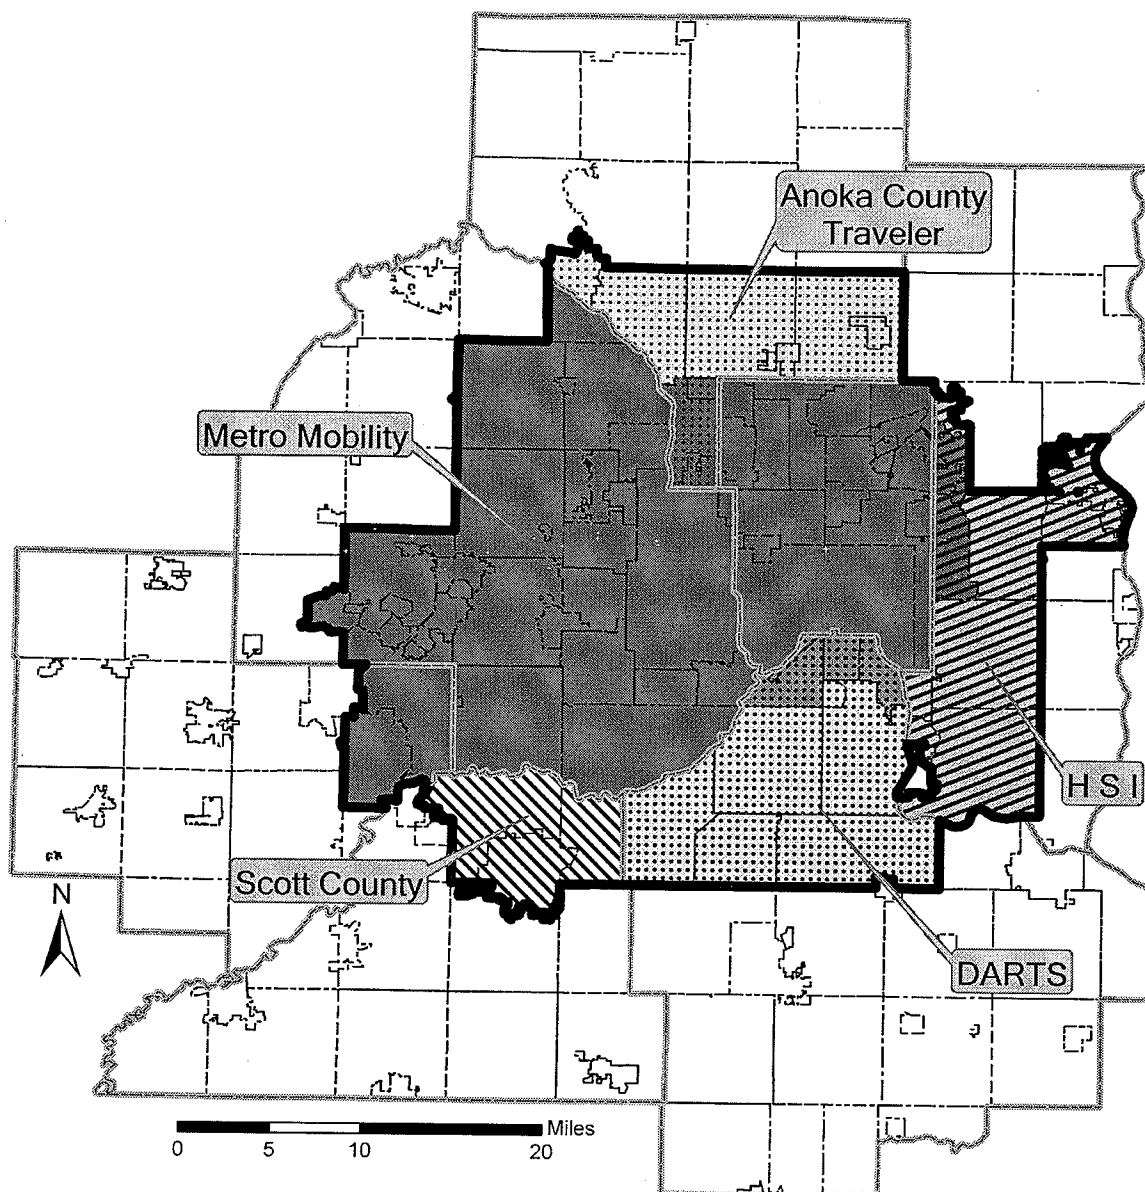 Anoka County
Traveler
Metro Mobility
H S I
Scott County
N
DARTS
Miles
0 5 10 20